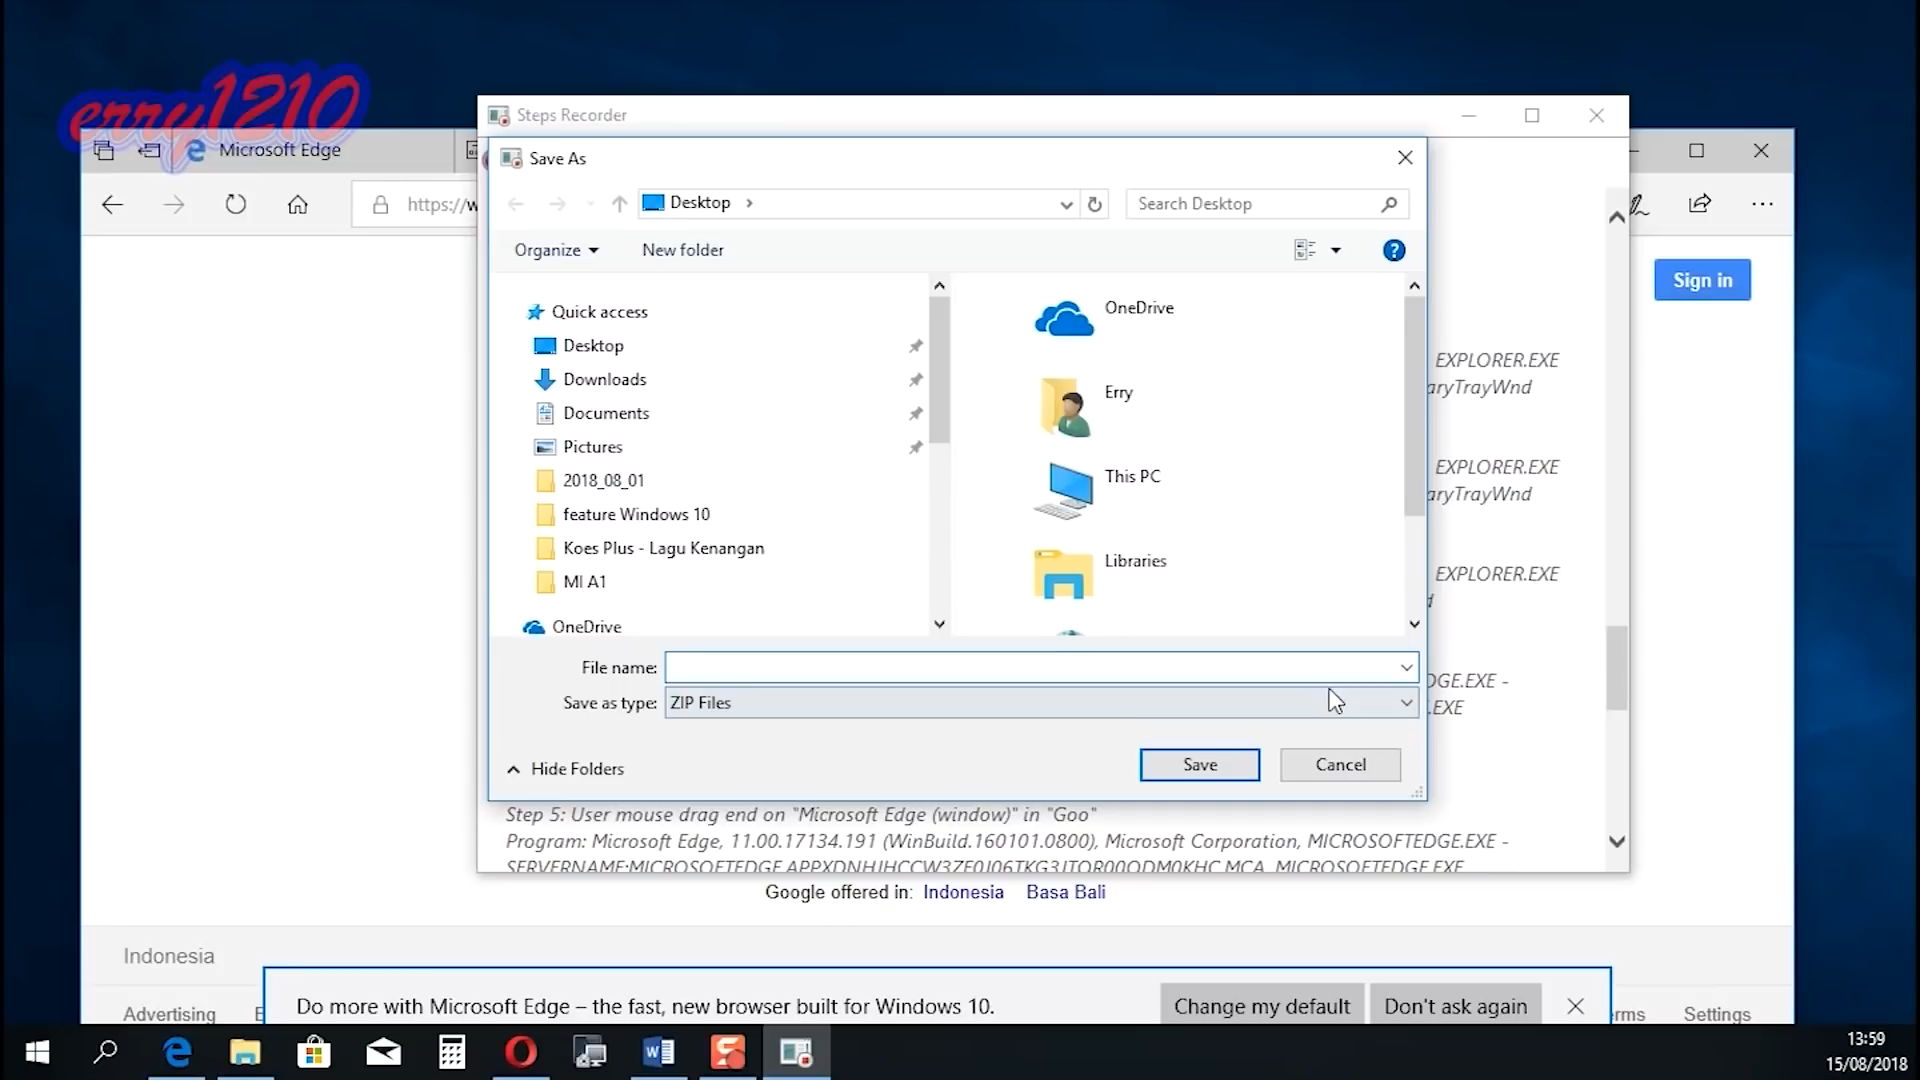 erry1210
Steps Recorder
Microsoft Edge
Save As
https://w
Desktop
Search Desktop
Organize
New folder
Sign in
Quick access
Desktop
Downloads
Documents
Pictures
2018_08_01
feature Windows 10
Koes Plus - Lagu Kenangan
MI A1
OneDrive
OneDrive
Erry
This PC
Libraries
EXPLORER.EXE
aryTrayWnd
EXPLORER.EXE
aryTrayWnd
EXPLORER.EXE
DGE.EXE -
.EXE
File name:
Save as type: ZIP Files
Hide Folders
Save
Cancel
Step 5: User mouse drag end on "Microsoft Edge (window)" in "Goo"
Program: Microsoft Edge, 11.00.17134.191 (WinBuild.160101.0800), Microsoft Corporation, MICROSOFTEDGE.EXE -
MICROSOFTEDGE.EXE
Google offered in: Indonesia Basa Bali
Indonesia
Advertising
rms
Settings
Do more with Microsoft Edge – the fast, new browser built for Windows 10.
Change my default
Don't ask again
13:59
15/08/2018